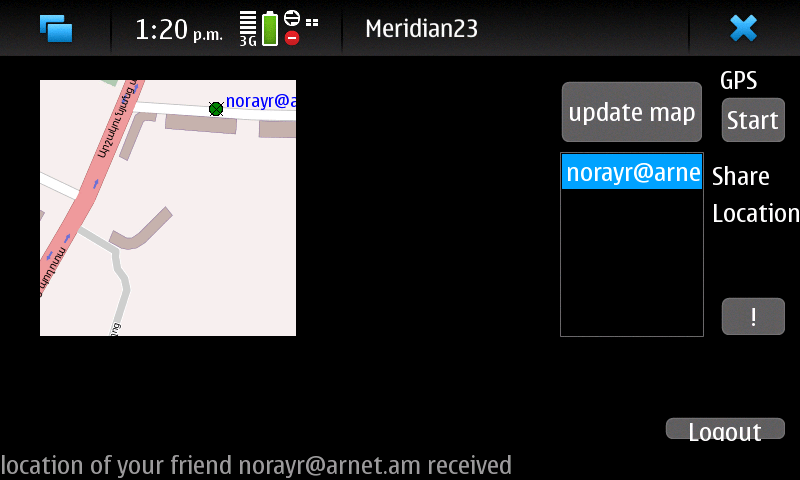 1:20 p.m.
3G
Meridian23
norayr@a
GPS
update map
Start
norayr@arne
Share
Location
!
Logout
location of your friend norayr@arnet.am received